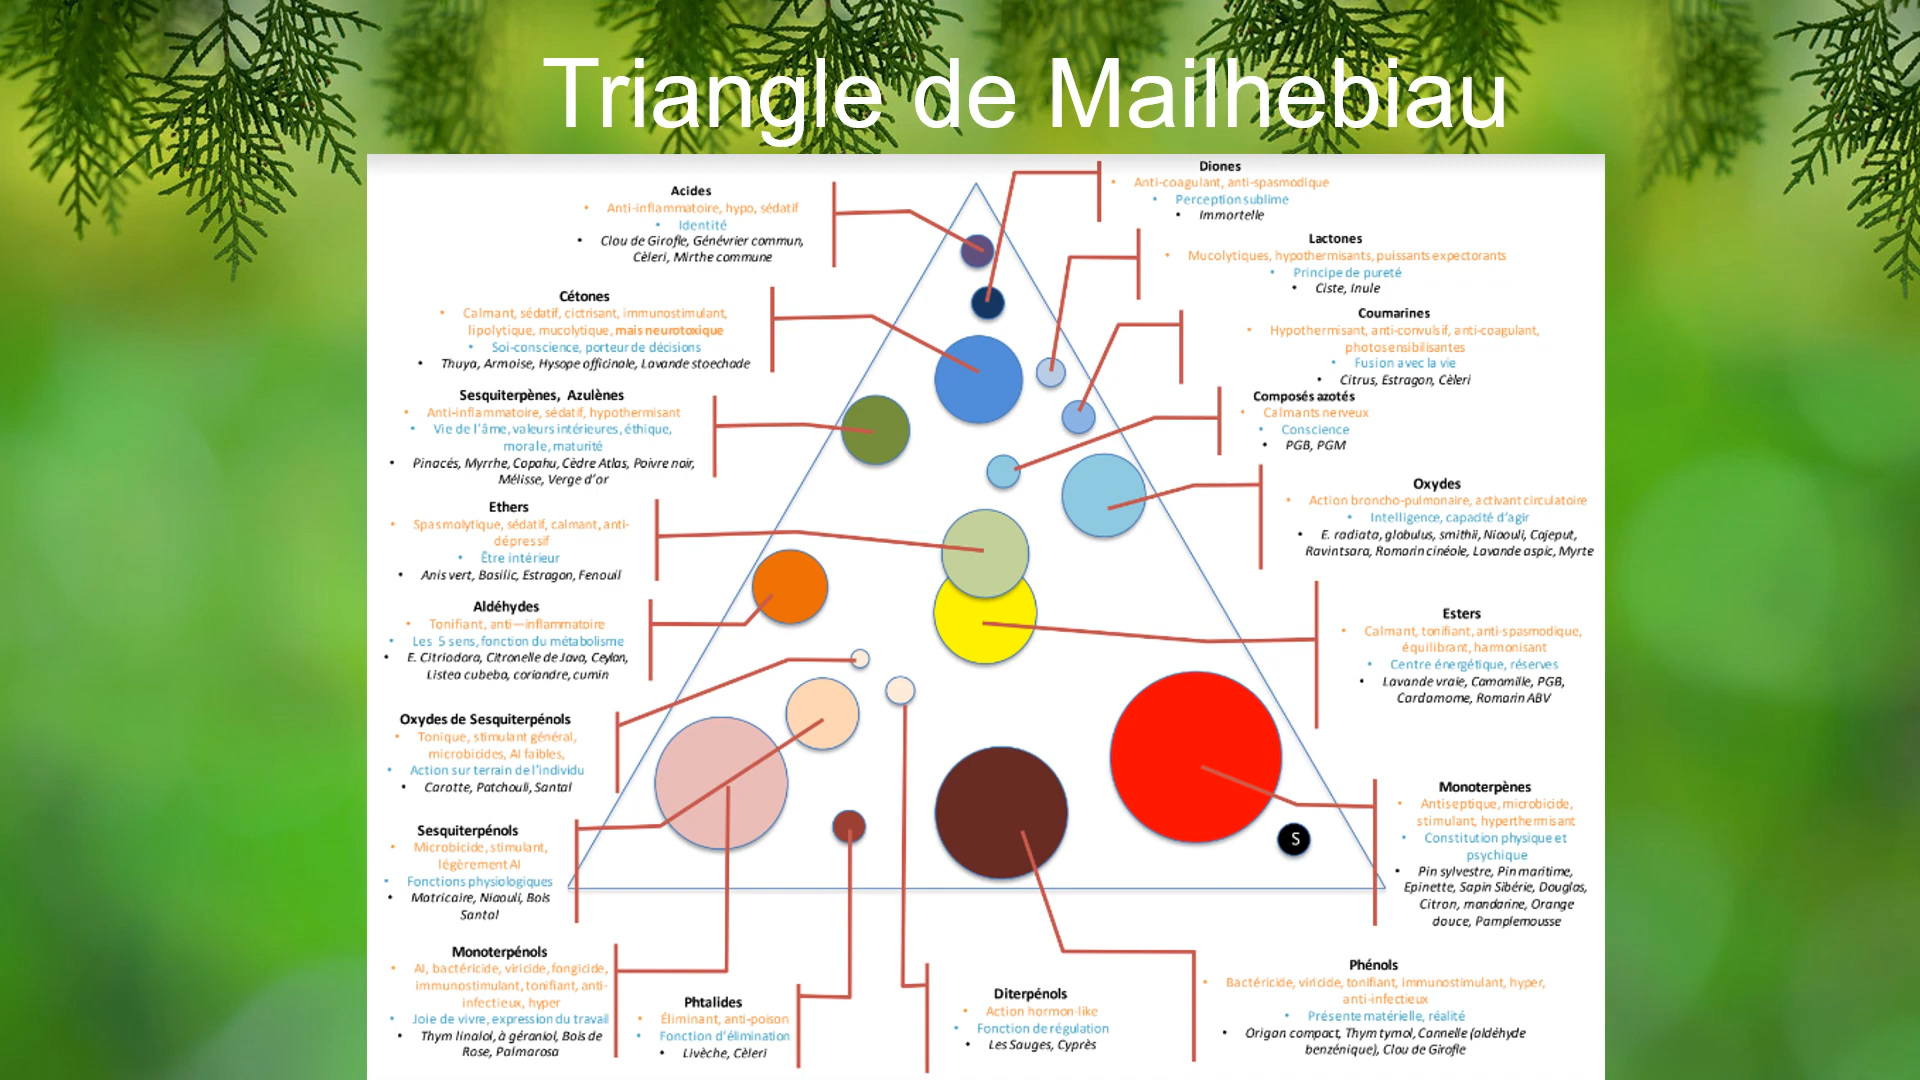 Triangle de Mailhebiau
Acides
• Anti-inflammatoire, hypo, sédatif
• Identité
• Clou de Girofle, Génévrier commun,
Cèleri, Mirthe commune
Cétones
• Calmant, sédatif, cictrisant, immunostimulant,
lipolytique, mucolytique, mais neurotoxique
• Soi-conscience, porteur de décisions
• Thuya, Armoise, Hysope officinale, Lavande stoechade
Sesquiterpènes, Azulènes
• Anti-inflammatoire, sédatif, hypothermisant
• Vie de l'âme, valeurs intérieures, éthique,
morale, maturité
• Pinacés, Myrrhe, Copahu, Cèdre Atlas, Poivre noir,
Mélisse, Verge d'or
Ethers
• Spasmolytique, sédatif, calmant, anti-
dépressif
• Être intérieur
• Anis vert, Basilic, Estragon, Fenouil
Aldéhydes
• Tonifiant, anti—inflammatoire
• Les 5 sens, fonction du métabolisme
• E. Citriodora, Citronelle de Java, Ceylan,
Listea cubeba, coriandre, cumin
Oxydes de Sesquiterpénols
• Tonique, stimulant général,
microbicides, AI faibles,
• Action sur terrain de l'individu
• Carotte, Patchouli, Santal
Sesquiterpénols
• Microbicide, stimulant,
légèrement AI
• Fonctions physiologiques
• Matricaire, Niaouli, Bois
Santal
Monoterpénols
• AI, bactéricide, viricide, fongicide,
immunostimulant, tonifiant, anti-
infectieux, hyper
• Joie de vivre, expression du travail
• Thym linalol, à géraniol, Bois de
Rose, Palmarosa
Phtalides
• Éliminant, anti-poison
• Fonction d'élimination
• Livèche, Cèleri
Diterpénols
• Action hormon-like
• Fonction de régulation
• Les Sauges, Cyprès
Diones
• Anti-coagulant, anti-spasmodique
• Perception sublime
• Immortelle
Lactones
• Mucolytiques, hypothermisants, puissants expectorants
• Principe de pureté
• Ciste, Inule
Coumarines
• Hypothermisant, anti-convulsif, anti-coagulant,
photosensibilisantes
• Fusion avec la vie
• Citrus, Estragon, Cèleri
Composés azotés
• Calmants nerveux
• Conscience
• PGB, PGM
Oxydes
• Action broncho-pulmonaire, activant circulatoire
• Intelligence, capacité d'agir
• E. radiata, globulus, smithii, Niaouli, Cajeput,
Ravintsara, Romarin cinéole, Lavande aspic, Myrte
Esters
• Calmant, tonifiant, anti-spasmodique,
équilibrant, harmonisant
• Centre énergétique, réserves
• Lavande vraie, Camomille, PGB,
Cardamome, Romarin ABV
S
Monoterpènes
• Antiseptique, microbicide,
stimulant, hyperthermisant
• Constitution physique et
psychique
• Pin sylvestre, Pin maritime,
Epinette, Sapin Sibérie, Douglas,
Citron, mandarine, Orange
douce, Pamplemousse
Phénols
• Bactéricide, viricide, tonifiant, immunostimulant, hyper,
anti-infectieux
• Présente matérielle, réalité
• Origan compact, Thym tymol, Cannelle (aldéhyde
benzénique), Clou de Girofle